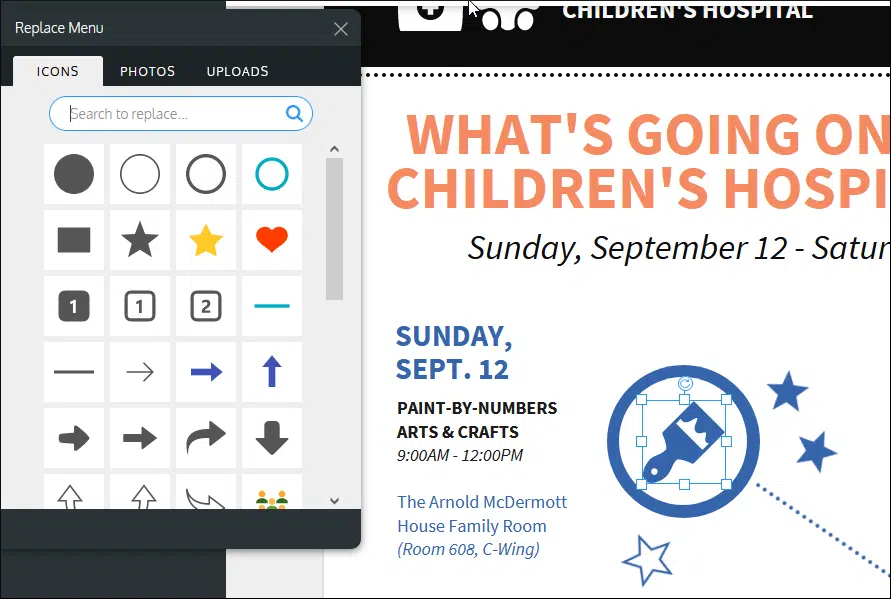 Replace Menu
ICONS PHOTOS UPLOADS
Search to replace...
1 1 2
CHILDREN'S HOSPITAL
WHAT'S GOING ON
CHILDREN'S HOSPI
Sunday, September 12 - Satur
SUNDAY,
SEPT. 12
PAINT-BY-NUMBERS
ARTS & CRAFTS
9:00AM - 12:00PM
The Arnold McDermott
House Family Room
(Room 608, C-Wing)